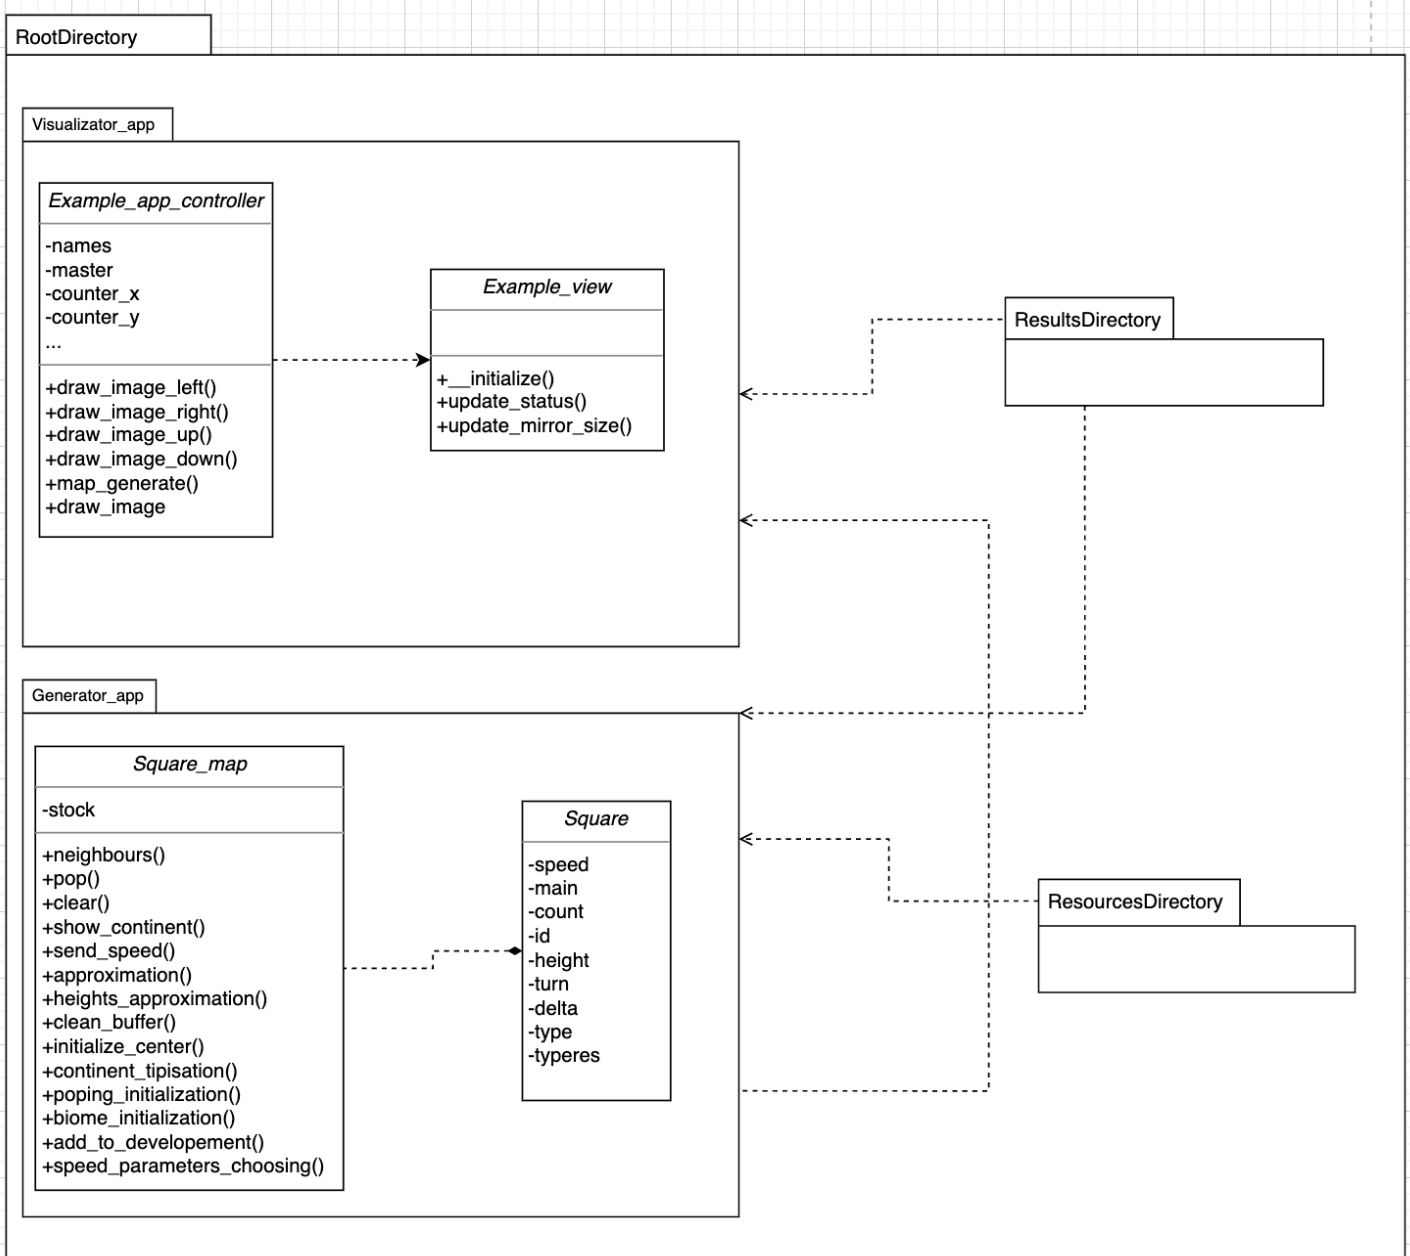 RootDirectory
Visualizator_app
Example_app_controller
-names
-master
-counter_x
-counter_y
...
+draw_image_left()
+draw_image_right()
+draw_image_up()
+draw_image_down()
+map_generate()
+draw_image
Example_view
+__initialize()
+update_status()
+update_mirror_size()
ResultsDirectory
Generator_app
Square_map
-stock
+neighbours()
+pop()
+clear()
+show_continent()
+send_speed()
+approximation()
+heights_approximation()
+clean_buffer()
+initialize_center()
+continent_tipisation()
+poping_initialization()
+biome_initialization()
+add_to_developement()
+speed_parameters_choosing()
Square
-speed
-main
-count
-id
-height
-turn
-delta
-type
-typeres
ResourcesDirectory